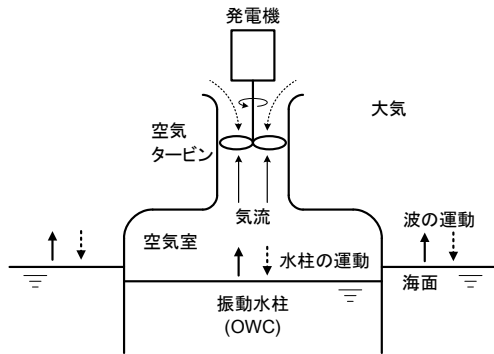 発電機
大気
空気
タービン
気流
空気室
波の運動
水柱の運動
海面
振動水柱
(OWC)